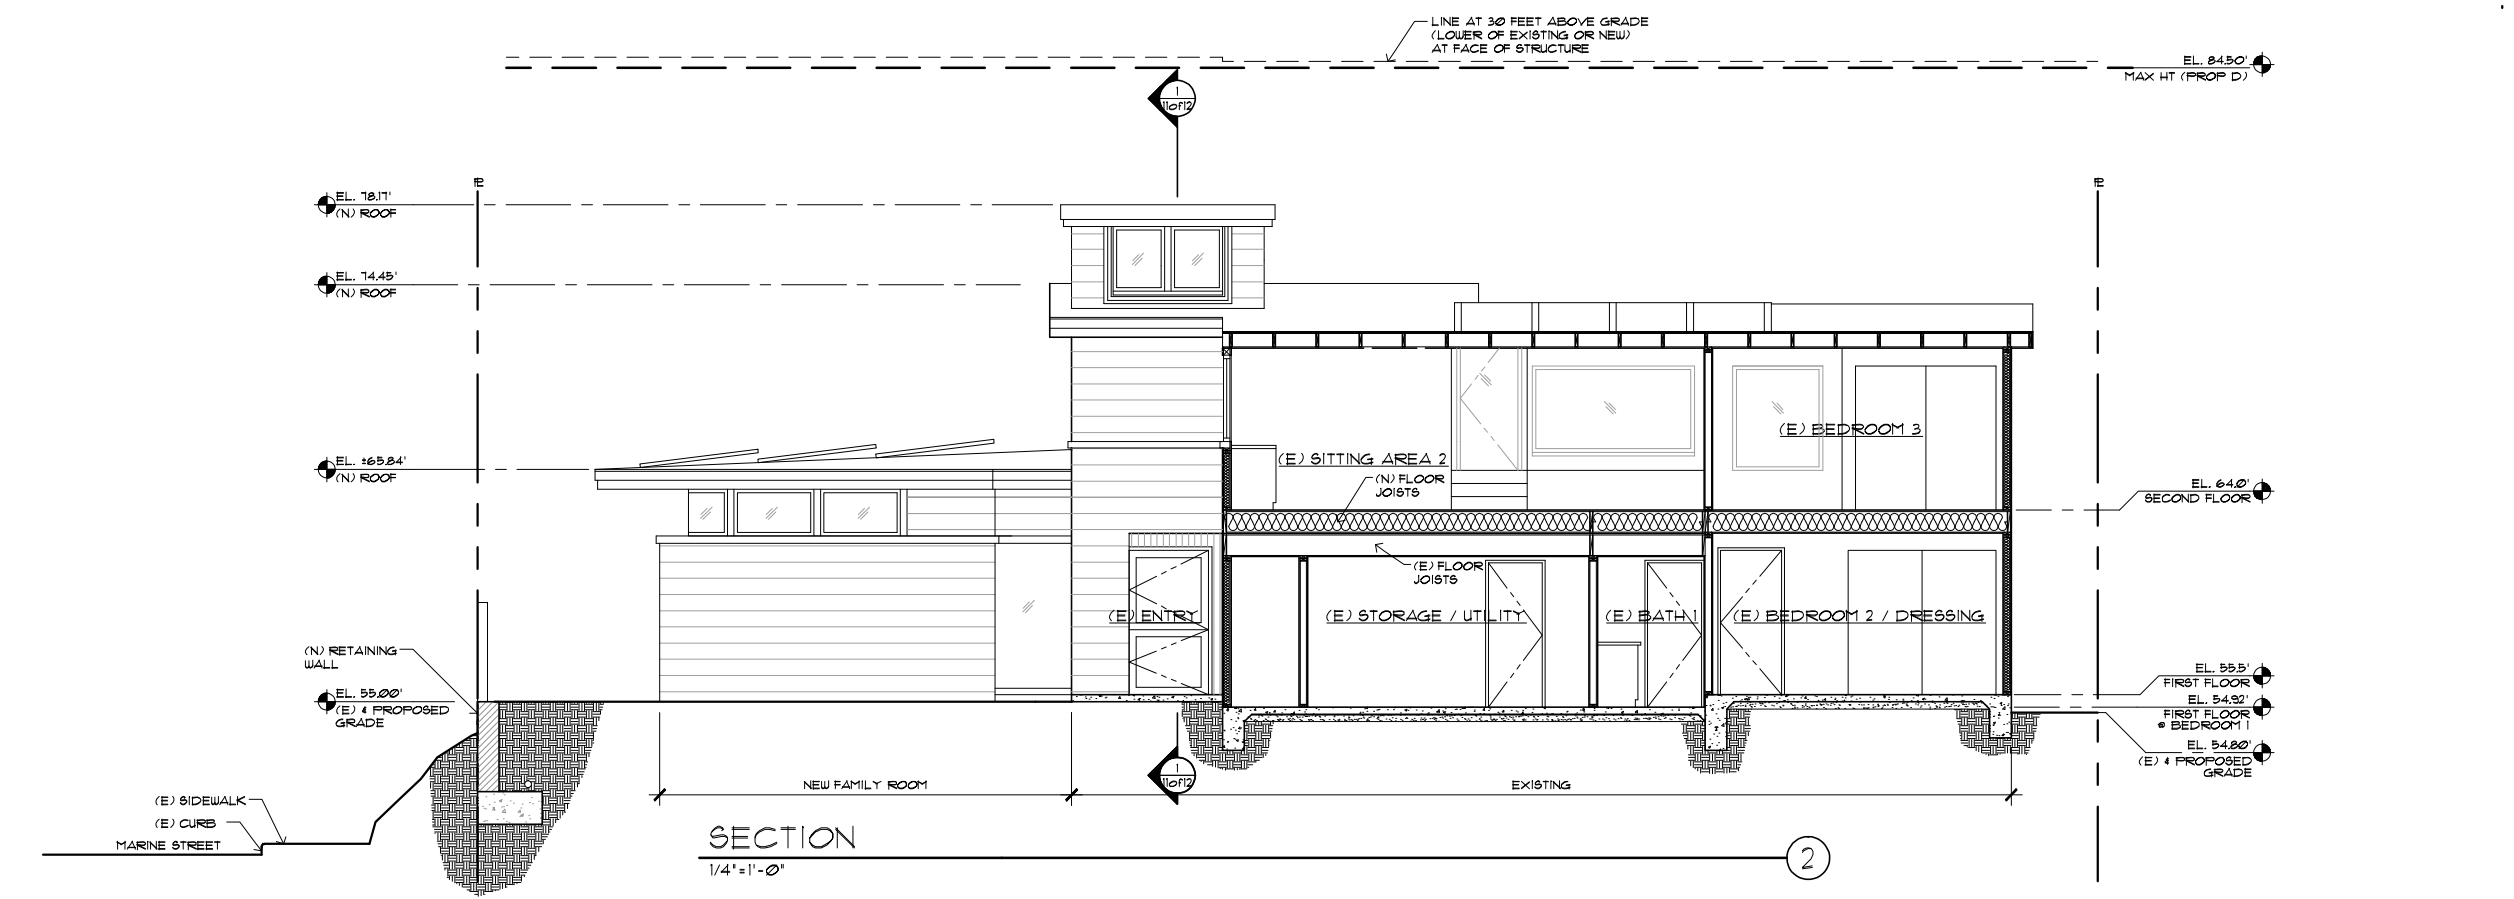 LINE AT 30 FEET ABOVE GRADE
(LOWER OF EXISTING OR NEW)
AT FACE OF STRUCTURE
EL. 84.50'
MAX HT (PROP D)
1
11of12
PL
PL
EL. 78.17'
(N) ROOF
EL. 74.45'
(N) ROOF
(E) BEDROOM 3
(E) SITTING AREA 2
EL. ±65.84'
(N) ROOF
(N) FLOOR
JOISTS
EL. 64.0'
SECOND FLOOR
(E) FLOOR
JOISTS
(E) ENTRY
(E) STORAGE / UTILITY
(E) BATH 1
(E) BEDROOM 2 / DRESSING
(N) RETAINING
WALL
EL. 55.5'
FIRST FLOOR
EL. 55.00'
(E) & PROPOSED
GRADE
EL. 54.92'
FIRST FLOOR
@ BEDROOM 1
EL. 54.80'
(E) & PROPOSED
GRADE
1
11of12
NEW FAMILY ROOM
EXISTING
(E) SIDEWALK
(E) CURB
MARINE STREET
SECTION
2
1/4"=1'-0"